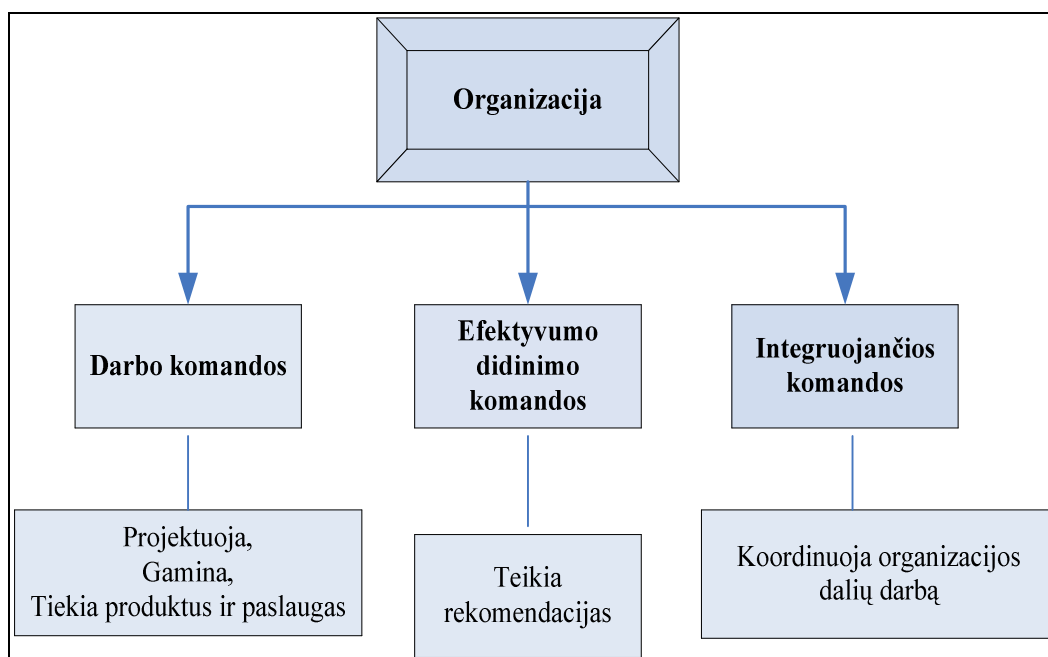 Organizacija
Darbo komandos
Efektyvumo
didinimo
komandos
Integruojančios
komandos
Projektuoja,
Gamina,
Tiekia produktus ir paslaugas
Teikia
rekomendacijas
Koordinuoja organizacijos
dalių darbą